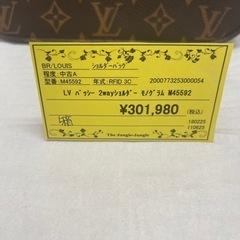 BR/LOUIS ショルダーバッグ
程度:中古A
型番:M45592 年式:RFID 3C 2000773253000054
LV パッシー 2wayショルダー モノグラム M45592
¥301,980 (税込)
180225
110625
The Jungle-Jungle